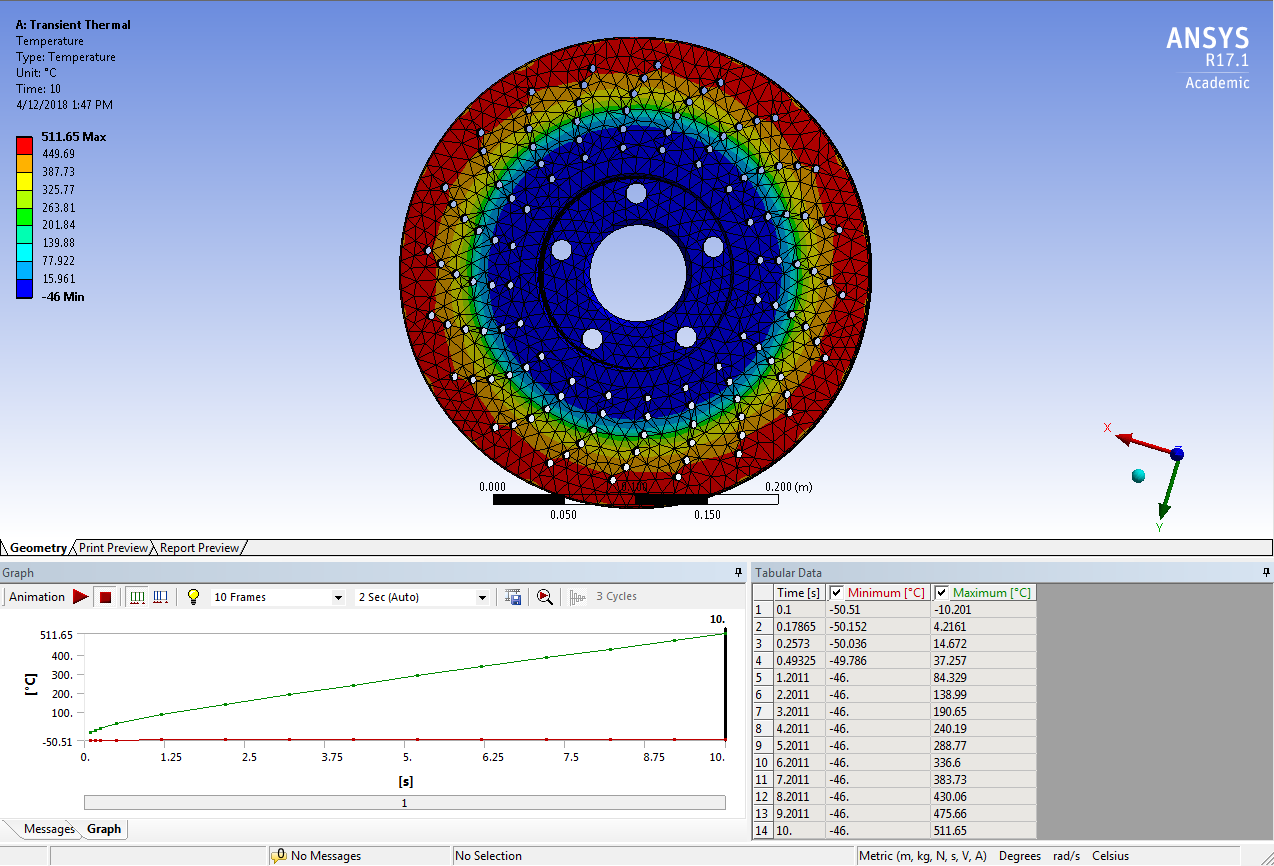 A: Transient Thermal
Temperature
Type: Temperature
Unit: °C
Time: 10
4/12/2018 1:47 PM
511.65 Max
449.69
387.73
325.77
263.81
201.84
139.88
77.922
15.961
-46 Min
ANSYS
R17.1
Academic
X
Z
Y
0.000
0.100
0.200 (m)
0.050
0.150
Geometry Print Preview Report Preview
Graph
Animation 10 Frames 2 Sec (Auto) 3 Cycles
10.
511.65
400.
300.
200.
100.
-50.51
[°C]
0. 1.25 2.5 3.75 5. 6.25 7.5 8.75 10.
[s]
1
Messages Graph
Tabular Data
Time [s] Minimum [°C] Maximum [°C]
1 0.1 -50.51 -10.201
2 0.17865 -50.152 4.2161
3 0.2573 -50.036 14.672
4 0.49325 -49.786 37.257
5 1.2011 -46. 84.329
6 2.2011 -46. 138.99
7 3.2011 -46. 190.65
8 4.2011 -46. 240.19
9 5.2011 -46. 288.77
10 6.2011 -46. 336.6
11 7.2011 -46. 383.73
12 8.2011 -46. 430.06
13 9.2011 -46. 475.66
14 10. -46. 511.65
0 No Messages No Selection Metric (m, kg, N, s, V, A) Degrees rad/s Celsius